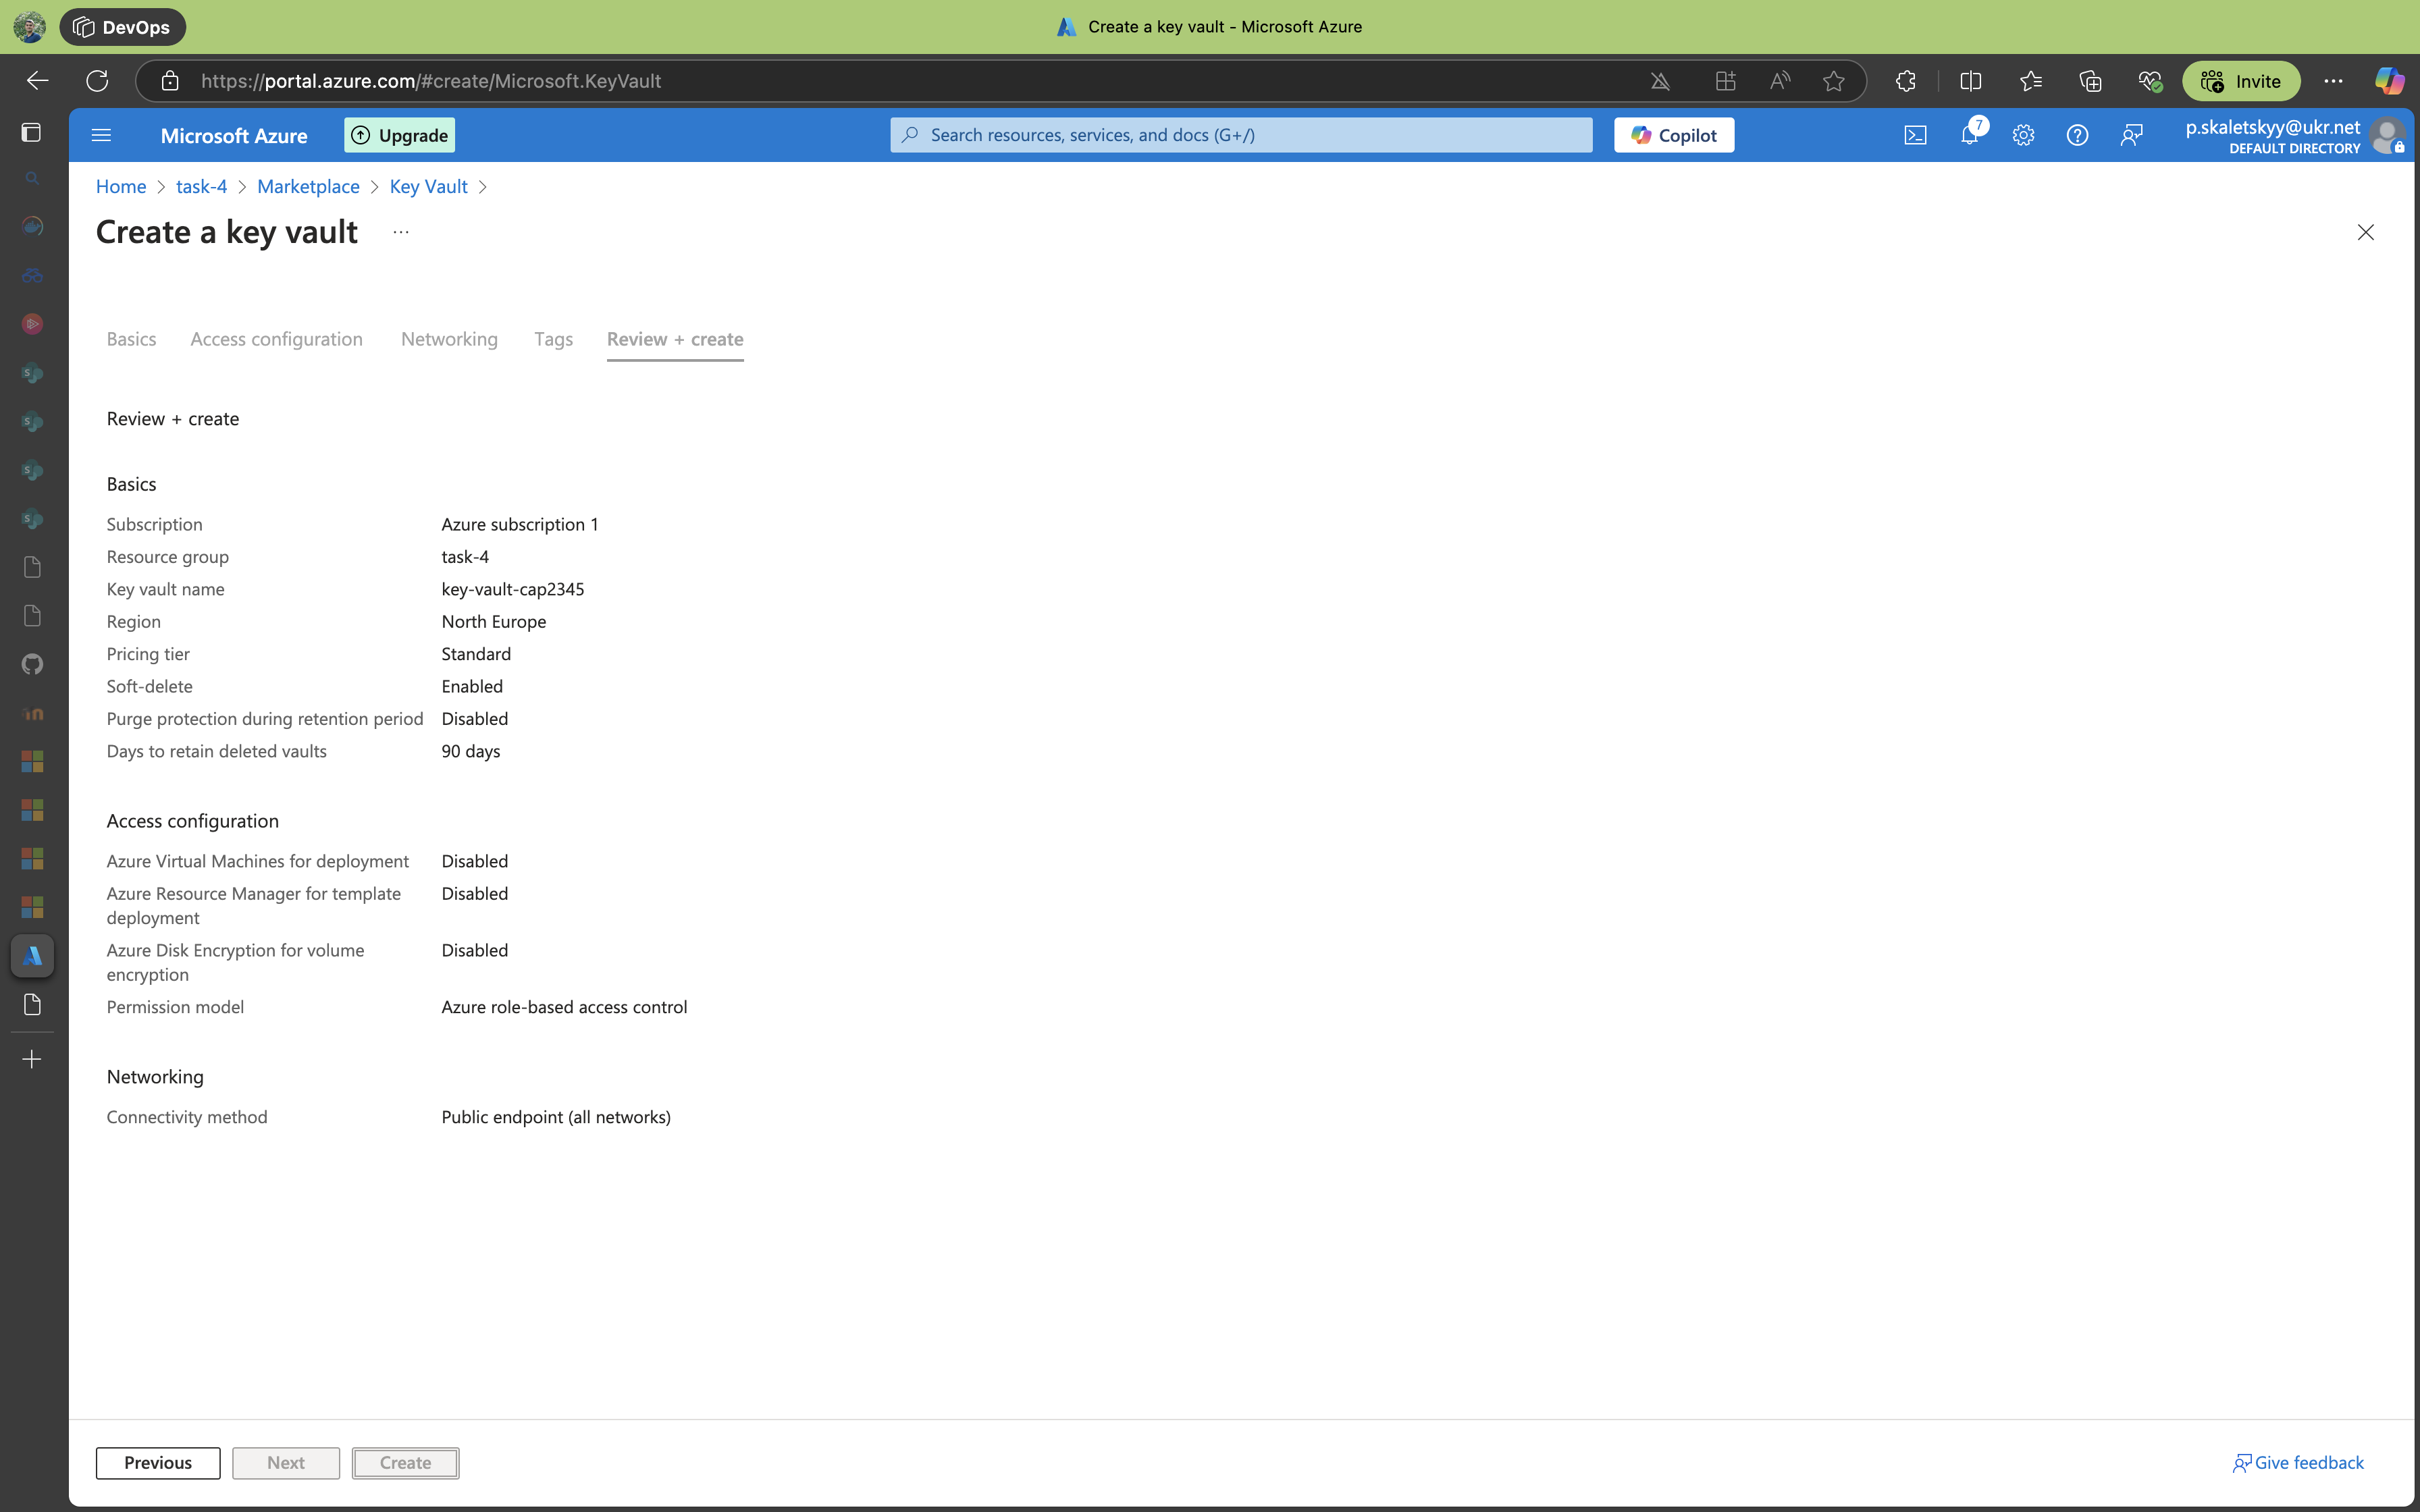 DevOps
Create a key vault - Microsoft Azure
https://portal.azure.com/#create/Microsoft.KeyVault
Invite
Microsoft Azure
Upgrade
Search resources, services, and docs (G+/)
Copilot
7
p.skaletskyy@ukr.net
DEFAULT DIRECTORY
Home > task-4 > Marketplace > Key Vault >
Create a key vault ...
Basics Access configuration Networking Tags Review + create
Review + create
Basics
Subscription Azure subscription 1
Resource group task-4
Key vault name key-vault-cap2345
Region North Europe
Pricing tier Standard
Soft-delete Enabled
Purge protection during retention period Disabled
Days to retain deleted vaults 90 days
Access configuration
Azure Virtual Machines for deployment Disabled
Azure Resource Manager for template Disabled
deployment
Azure Disk Encryption for volume Disabled
encryption
Permission model Azure role-based access control
Networking
Connectivity method Public endpoint (all networks)
Previous Next Create Give feedback